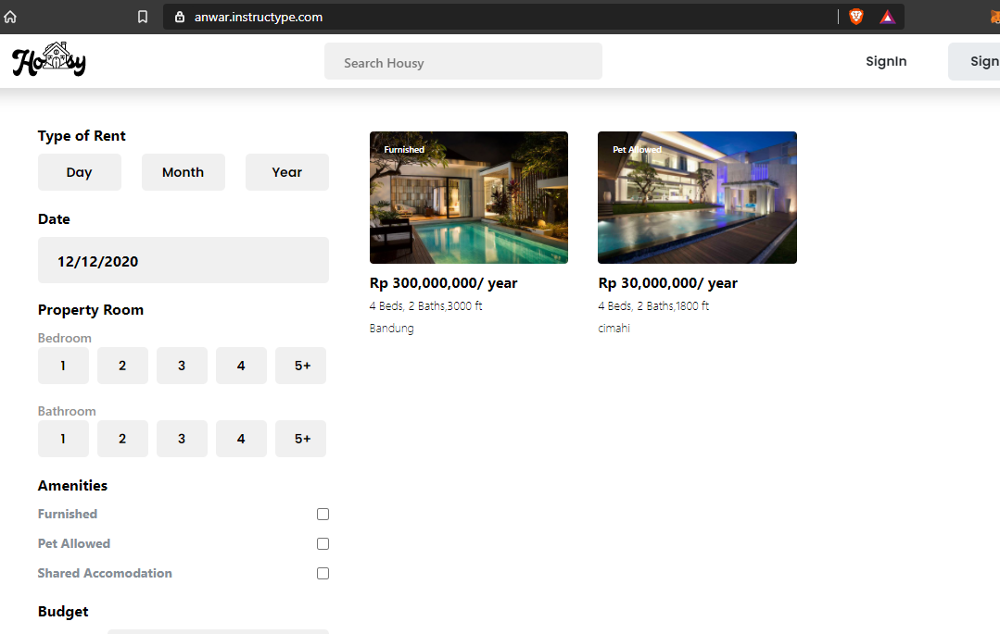 anwar.instructype.com
Housy
Search Housy
SignIn
Sign
Type of Rent
Day
Month
Year
Date
12/12/2020
Property Room
Bedroom
1
2
3
4
5+
Bathroom
1
2
3
4
5+
Amenities
Furnished
Pet Allowed
Shared Accomodation
Budget
Furnished
Rp 300,000,000/ year
4 Beds, 2 Baths,3000 ft
Bandung
Pet Allowed
Rp 30,000,000/ year
4 Beds, 2 Baths,1800 ft
cimahi